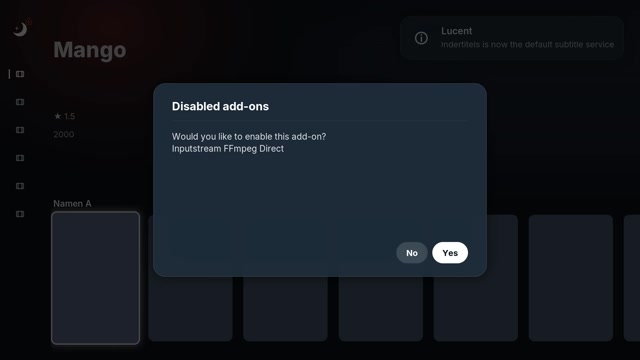 Mango
Lucent
Indertitels is now the default subtitle service
★ 1.5
2000
Disabled add-ons
Would you like to enable this add-on?
Inputstream FFmpeg Direct
No
Yes
Namen A